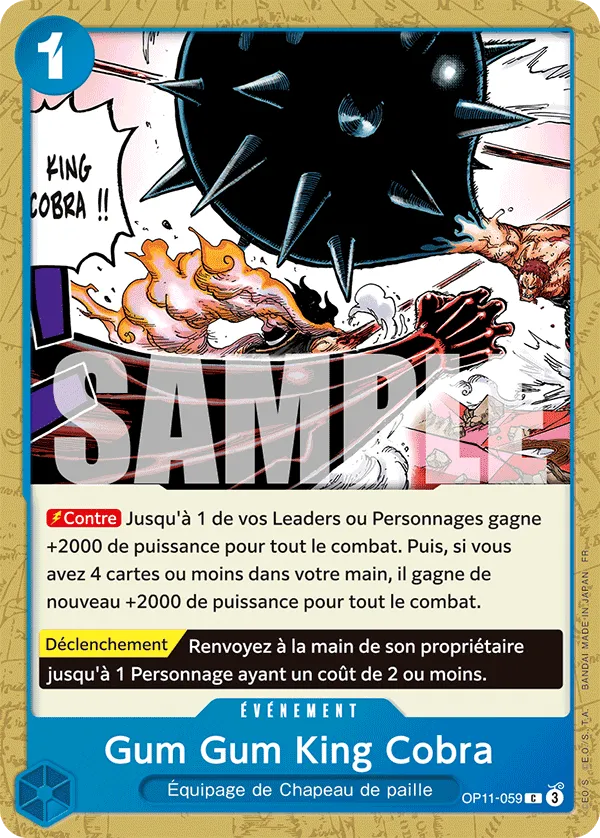 1
KING
COBRA !!
SAMPLE
Contre Jusqu'à 1 de vos Leaders ou Personnages gagne
+2000 de puissance pour tout le combat. Puis, si vous
avez 4 cartes ou moins dans votre main, il gagne de
nouveau +2000 de puissance pour tout le combat.
Déclenchement Renvoyez à la main de son propriétaire
jusqu'à 1 Personnage ayant un coût de 2 ou moins.
ÉVÉNEMENT
Gum Gum King Cobra
Équipage de Chapeau de paille
OP11-059 C 3
©E.O./S., ©E.O./S.,T.A. BANDAI MADE IN JAPAN FR